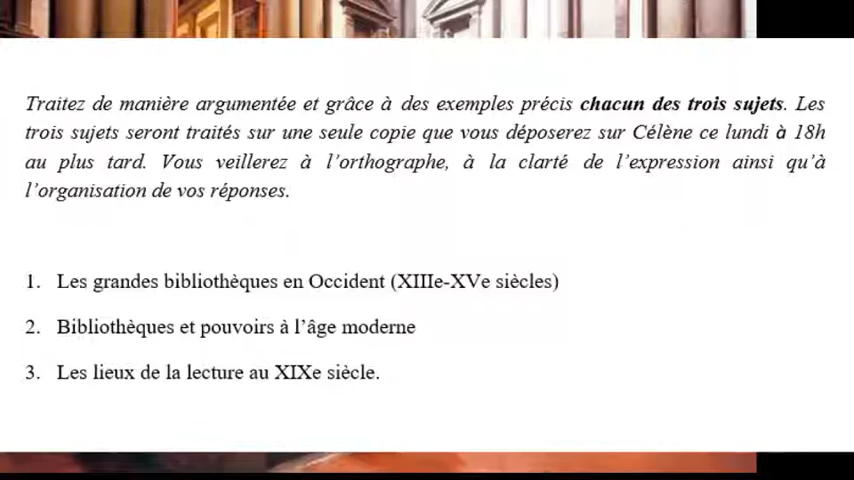 Traitez de manière argumentée et grâce à des exemples précis chacun des trois sujets. Les
trois sujets seront traités sur une seule copie que vous déposerez sur Célène ce lundi à 18h
au plus tard. Vous veillerez à l'orthographe, à la clarté de l'expression ainsi qu'à
l'organisation de vos réponses.
1. Les grandes bibliothèques en Occident (XIIIe-XVe siècles)
2. Bibliothèques et pouvoirs à l'âge moderne
3. Les lieux de la lecture au XIXe siècle.